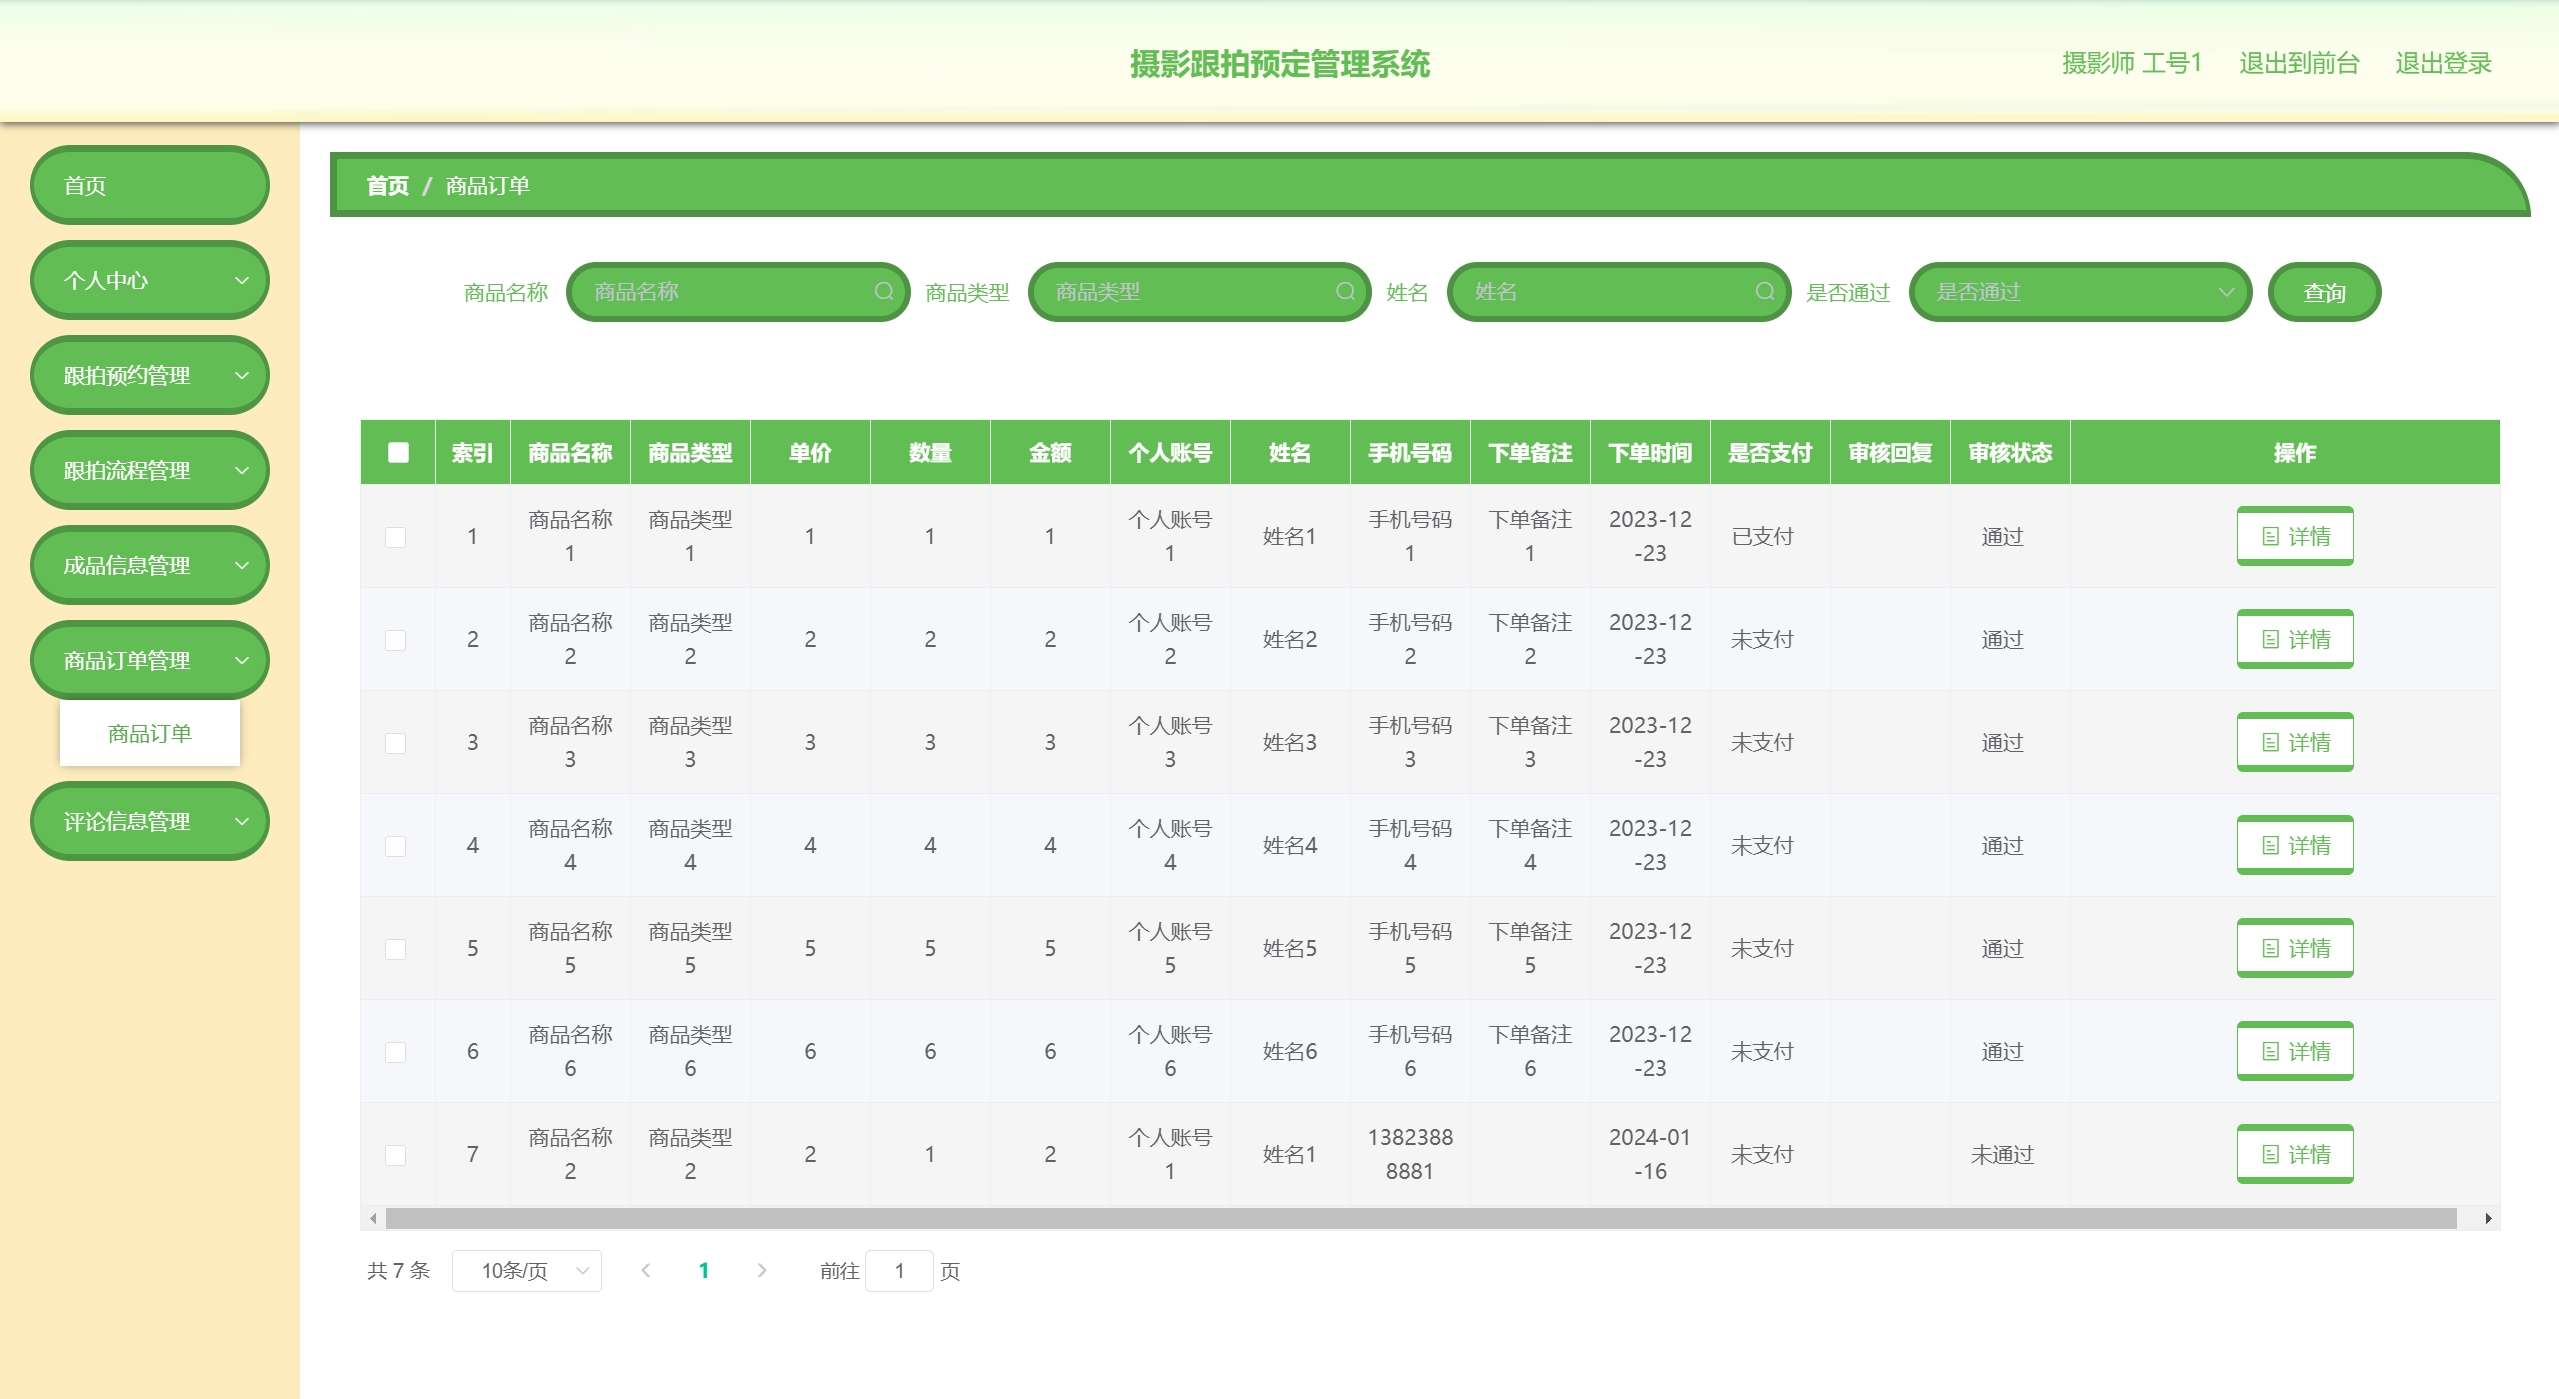 摄影跟拍预定管理系统
摄影师 工号1 退出到前台 退出登录
首页
个人中心
跟拍预约管理
跟拍流程管理
成品信息管理
商品订单管理
商品订单
评论信息管理
首页 / 商品订单
商品名称 商品名称 商品类型 商品类型 姓名 姓名 是否通过 是否通过 查询
索引 商品名称 商品类型 单价 数量 金额 个人账号 姓名 手机号码 下单备注 下单时间 是否支付 审核回复 审核状态 操作
1 商品名称1 商品类型1 1 1 1 个人账号1 姓名1 手机号码1 下单备注1 2023-12-23 已支付 通过 详情
2 商品名称2 商品类型2 2 2 2 个人账号2 姓名2 手机号码2 下单备注2 2023-12-23 未支付 通过 详情
3 商品名称3 商品类型3 3 3 3 个人账号3 姓名3 手机号码3 下单备注3 2023-12-23 未支付 通过 详情
4 商品名称4 商品类型4 4 4 4 个人账号4 姓名4 手机号码4 下单备注4 2023-12-23 未支付 通过 详情
5 商品名称5 商品类型5 5 5 5 个人账号5 姓名5 手机号码5 下单备注5 2023-12-23 未支付 通过 详情
6 商品名称6 商品类型6 6 6 6 个人账号6 姓名6 手机号码6 下单备注6 2023-12-23 未支付 通过 详情
7 商品名称2 商品类型2 2 1 2 个人账号1 姓名1 13823888881 2024-01-16 未支付 未通过 详情
共 7 条 10条/页 1 前往 1 页